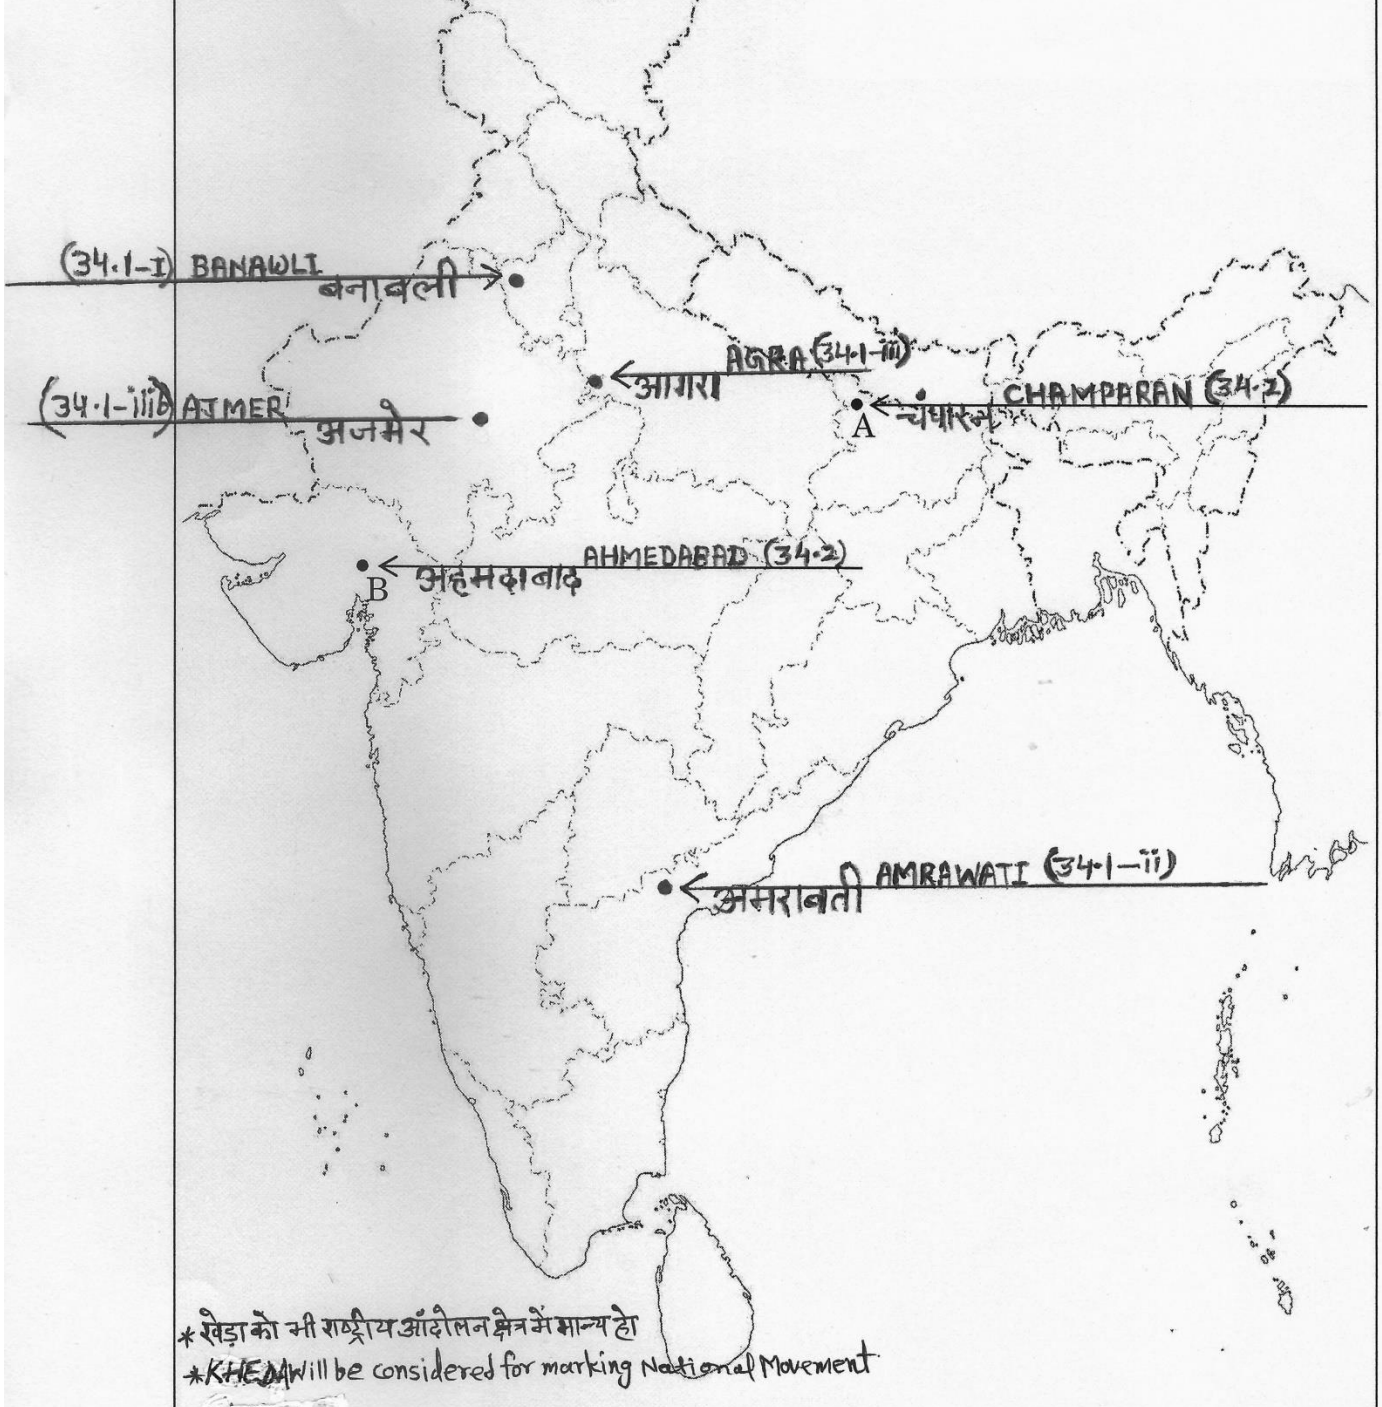 (34.1-I) BANAWLI
बनावली
AGRA (34.1-iii)
आगरा
CHAMPARAN (34.2)
चंपारन
A
(34.1-iiib) AJMER
अजमेर
AHMEDABAD (34.2)
अहमदाबाद
B
AMRAWATI (34.1-ii)
अमरावती
* खेड़ा को भी राष्ट्रीय आंदोलन क्षेत्र में मान्य हो
* KHEDA Will be considered for marking National Movement